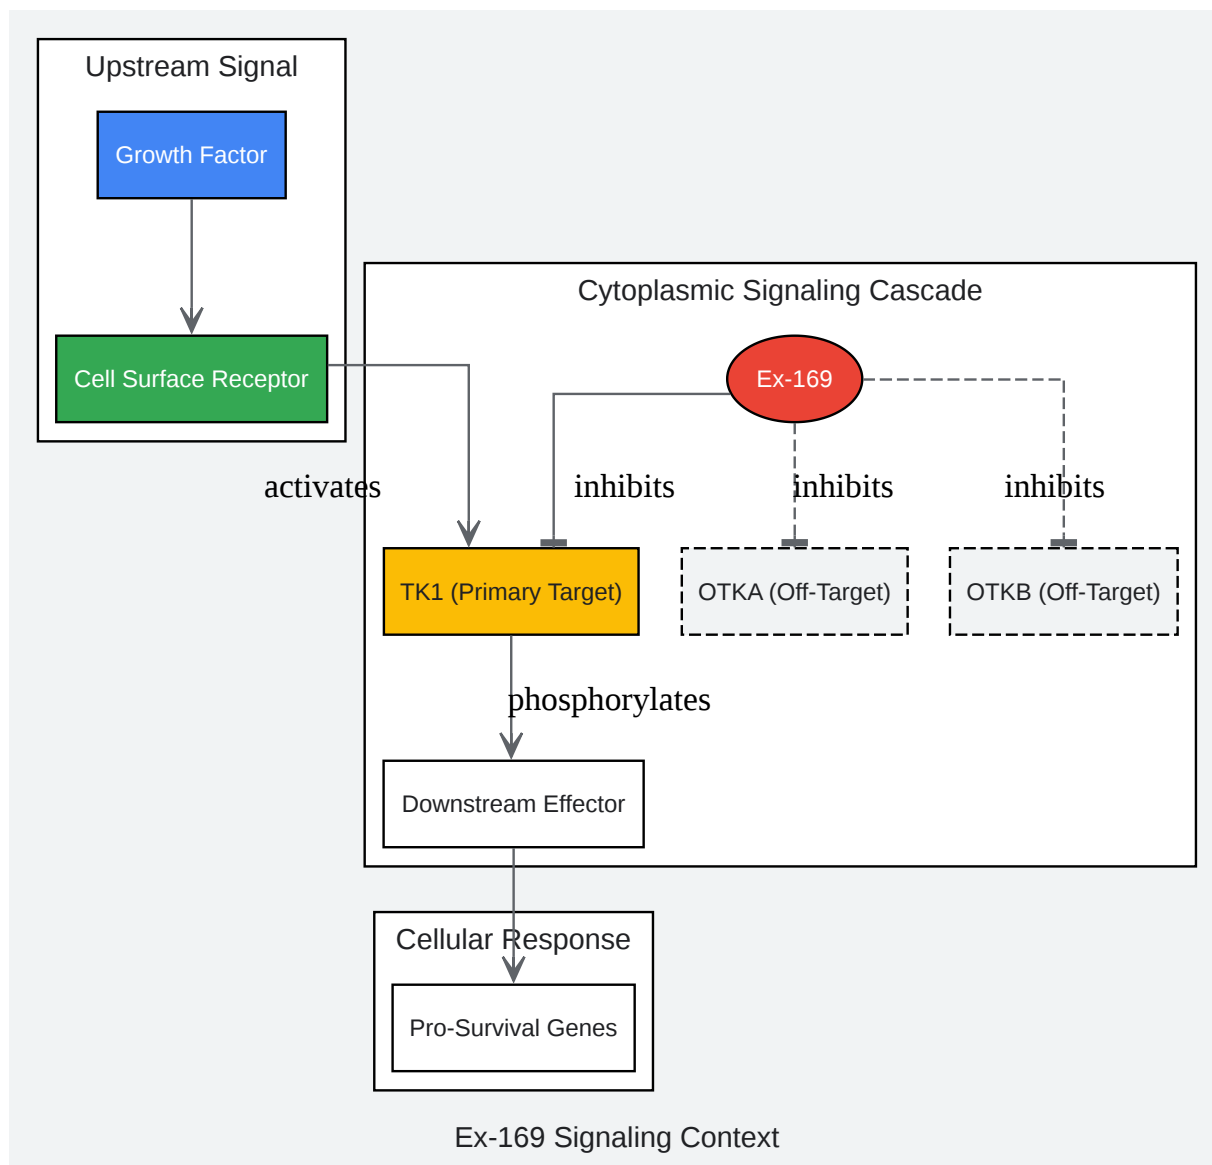 Upstream Signal
Growth Factor
Cell Surface Receptor
Cytoplasmic Signaling Cascade
Ex-169
activates
inhibits
inhibits
inhibits
TK1 (Primary Target)
OTKA (Off-Target)
OTKB (Off-Target)
phosphorylates
Downstream Effector
Cellular Response
Pro-Survival Genes
Ex-169 Signaling Context